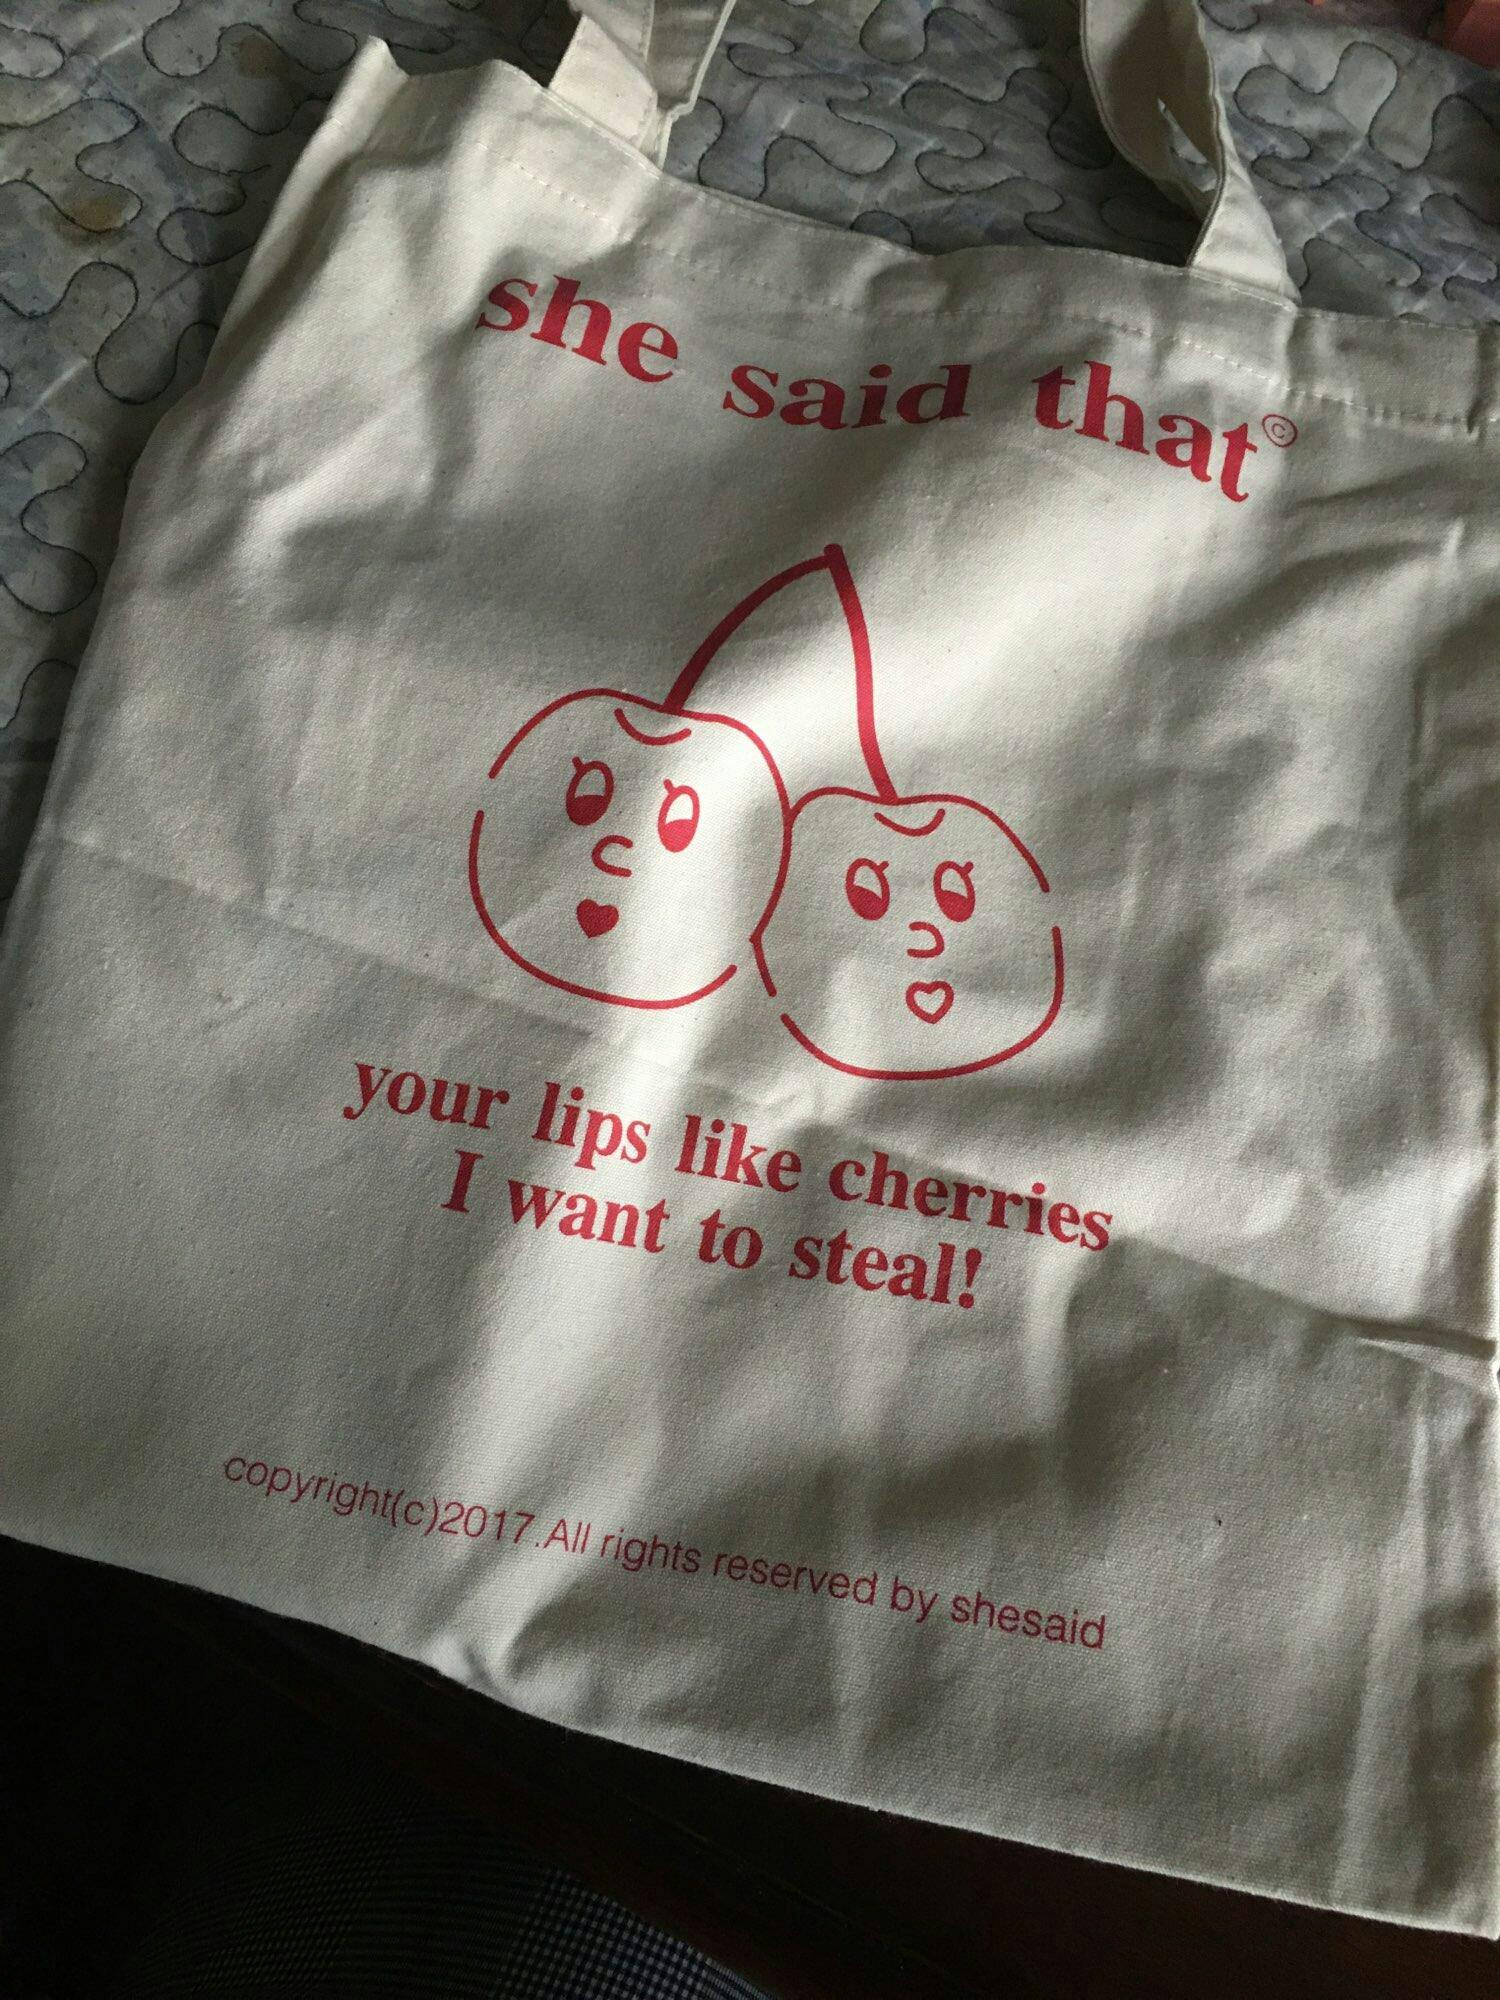 she said that©
your lips like cherries
I want to steal!
copyright(c)2017.All rights reserved by shesaid